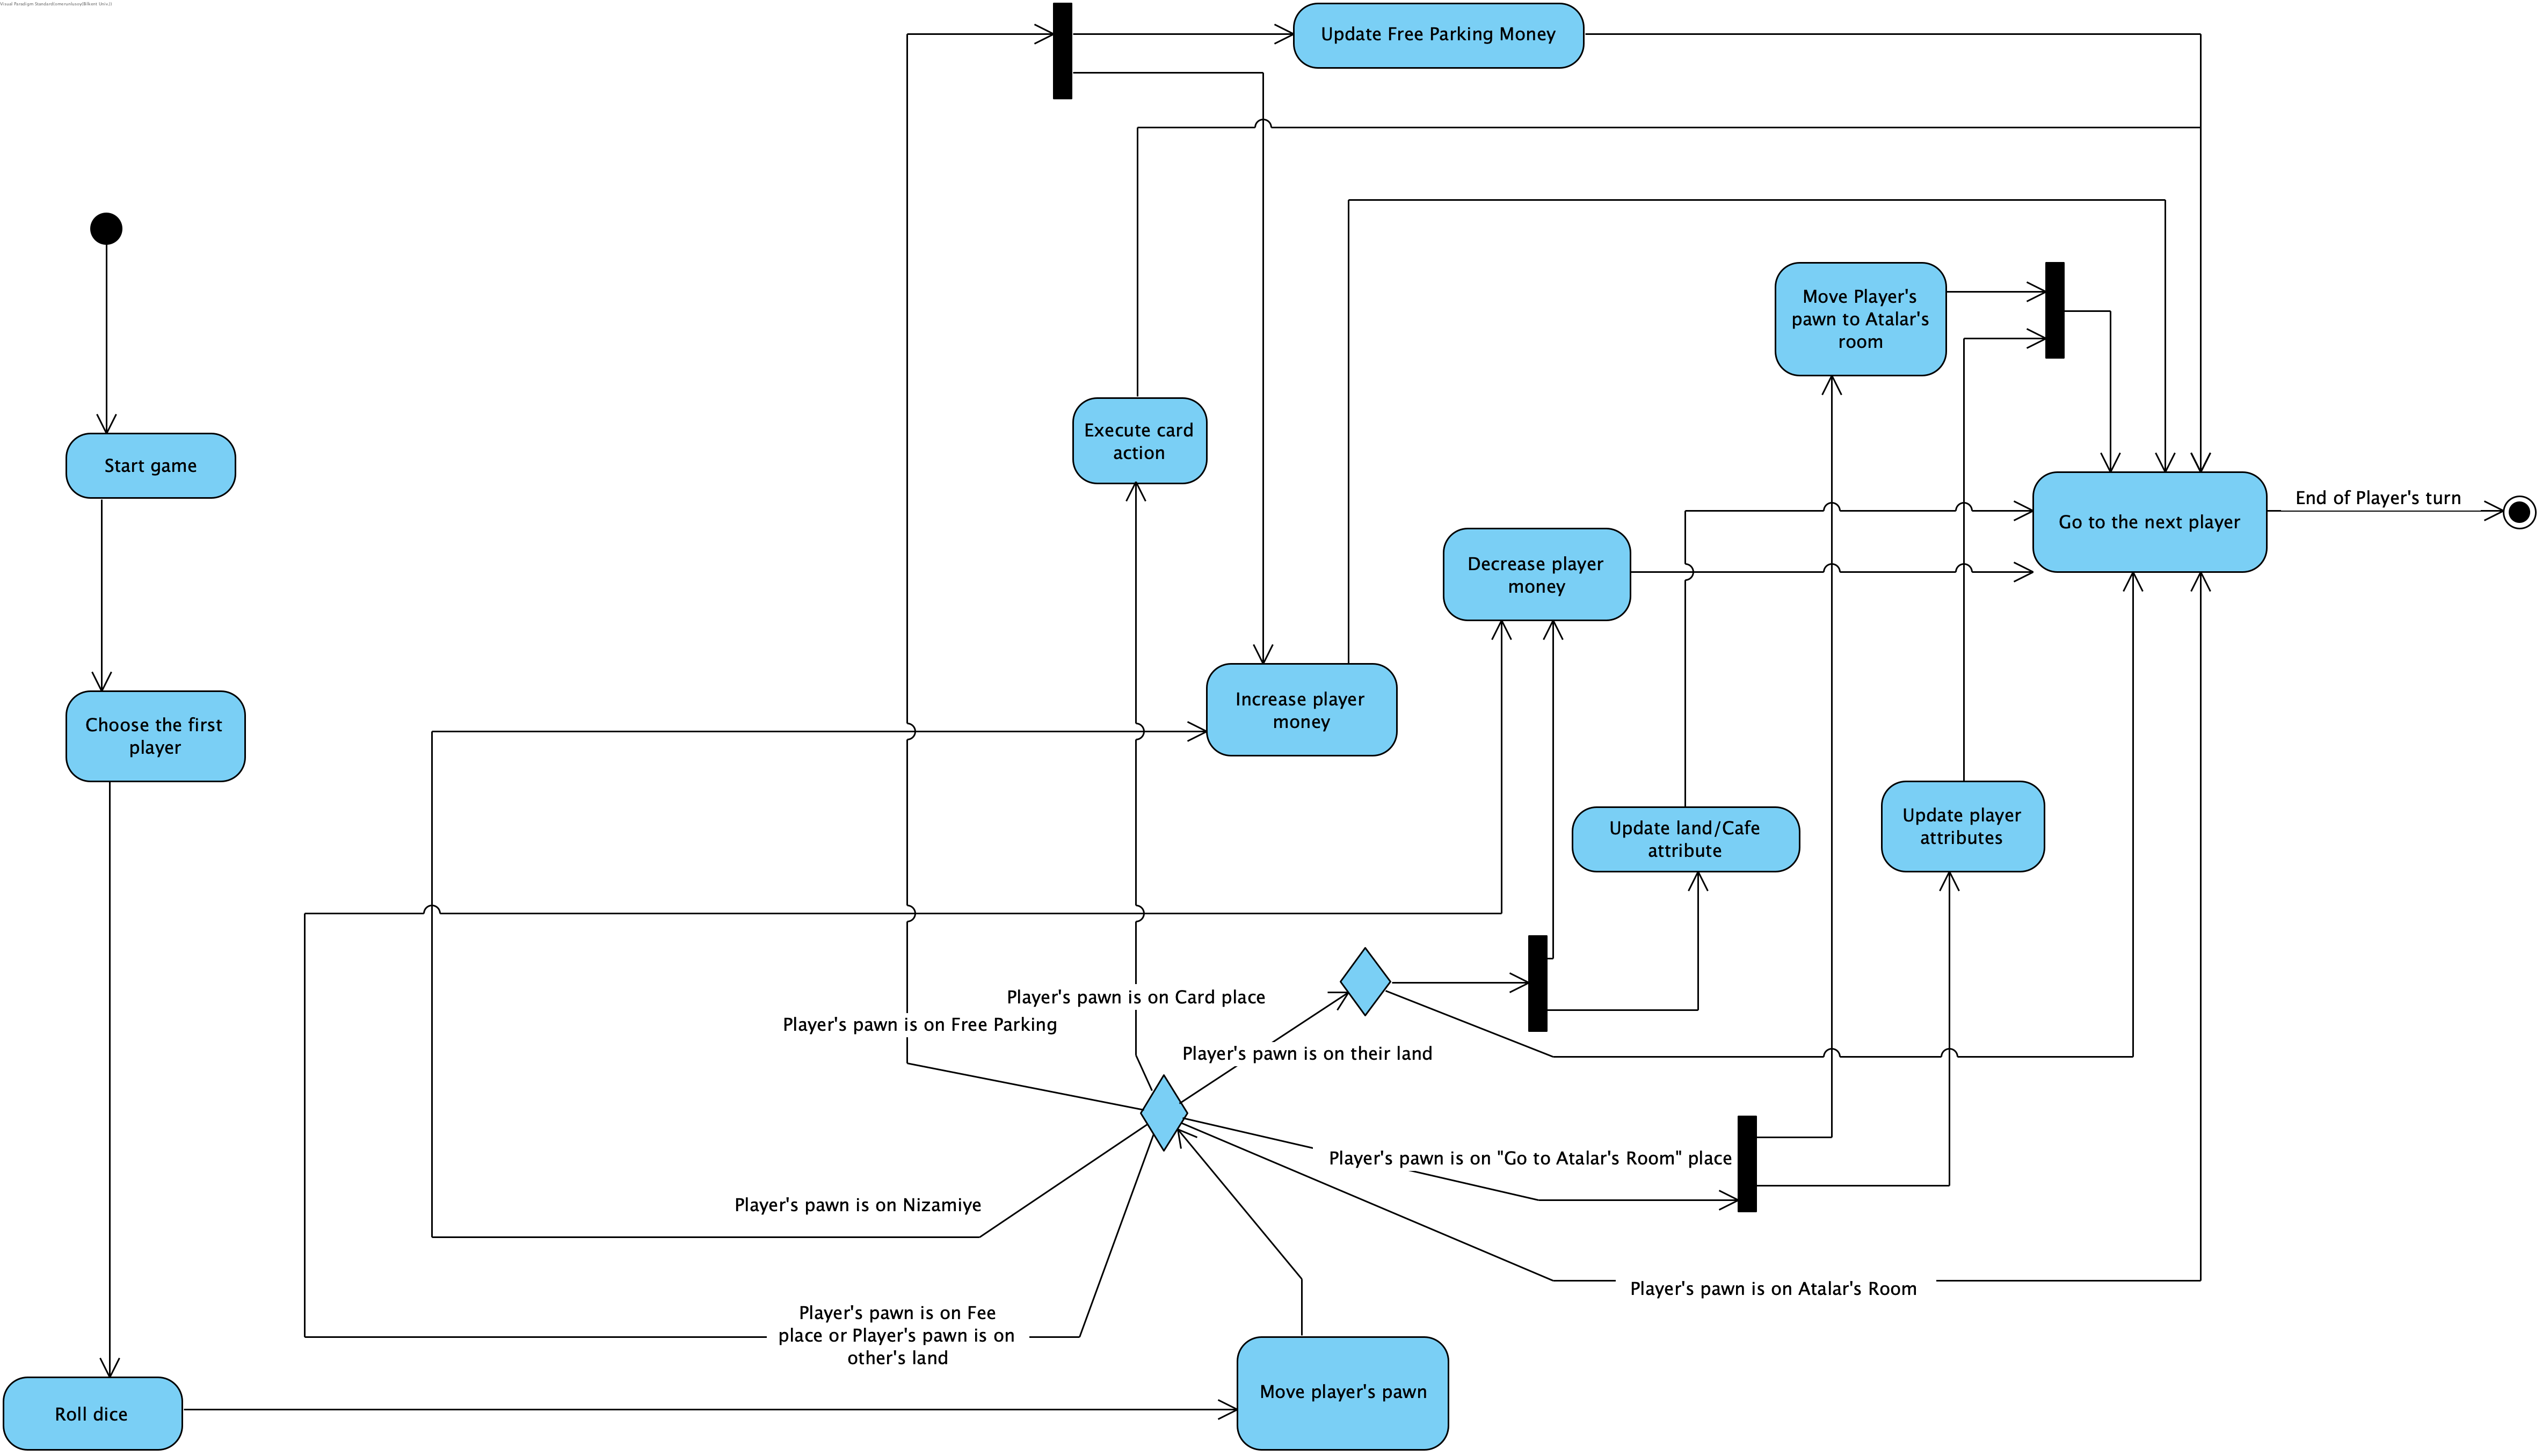 Update Free Parking Money
Move Player's
pawn to Atalar's
room
Execute card
action
Start game
End of Player's turn
Go to the next player
Decrease player
money
Increase player
money
Choose the first
player
Update land/Cafe
attribute
Update player
attributes
Player's pawn is on Card place
Player's pawn is on Free Parking
Player's pawn is on their land
Player's pawn is on "Go to Atalar's Room" place
Player's pawn is on Nizamiye
Player's pawn is on Atalar's Room
Player's pawn is on Fee
place or Player's pawn is on
other's land
Move player's pawn
Roll dice